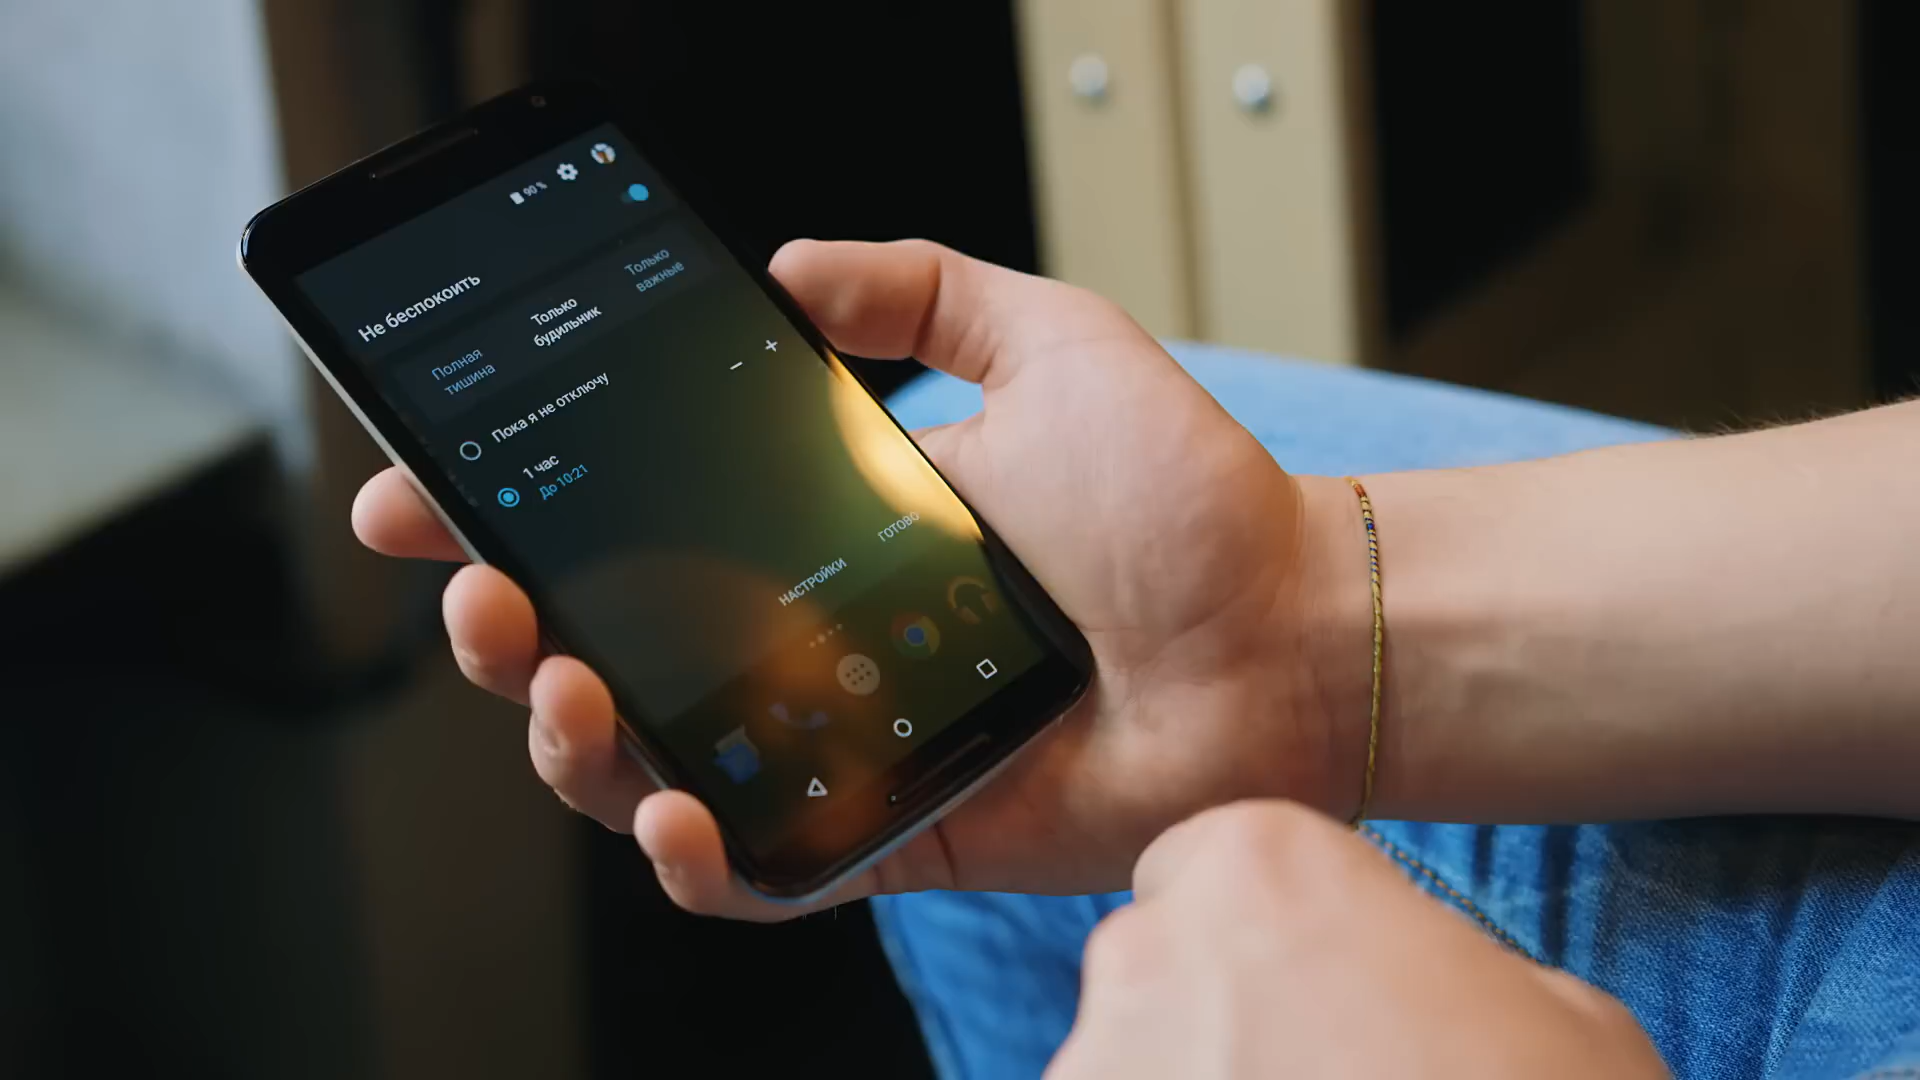 90 %
Не беспокоить
Полная
тишина
Только
будильник
Только
важные
Пока я не отключу
1 час
До 10:21
НАСТРОЙКИ
ГОТОВО